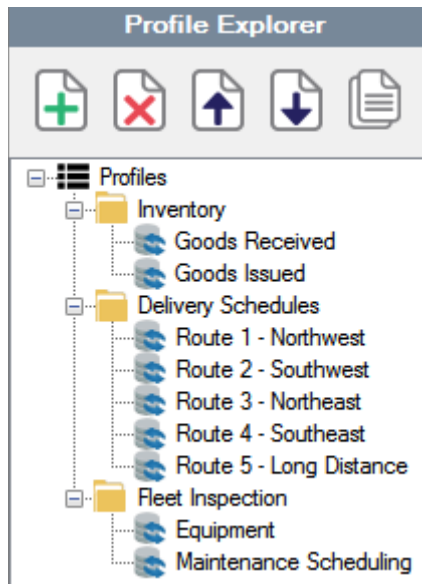 Profile Explorer
Profiles
Inventory
Goods Received
Goods Issued
Delivery Schedules
Route 1 - Northwest
Route 2 - Southwest
Route 3 - Northeast
Route 4 - Southeast
Route 5 - Long Distance
Fleet Inspection
Equipment
Maintenance Scheduling